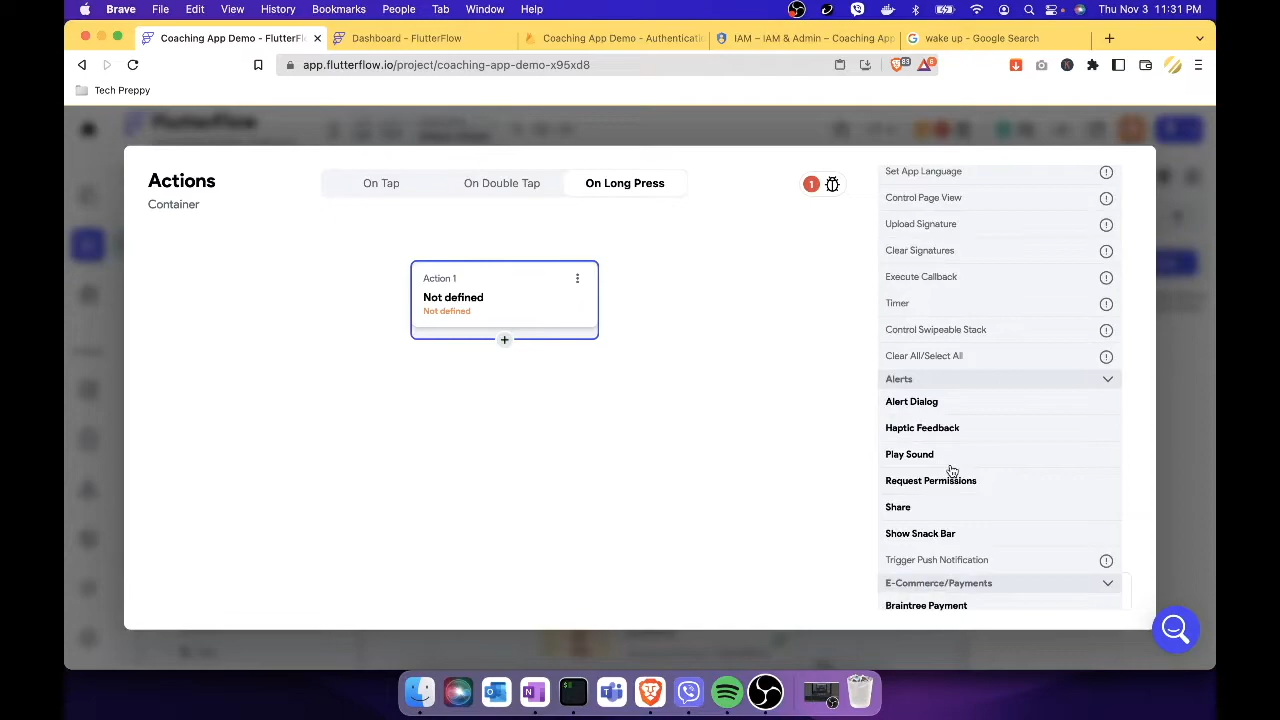 Brave File Edit View History Bookmarks People Tab Window Help
Thu Nov 3 11:31 PM
Coaching App Demo - FlutterFl
Dashboard - FlutterFlow
Coaching App Demo - Authenticati
IAM – IAM & Admin – Coaching App
wake up - Google Search
app.flutterflow.io/project/coaching-app-demo-x95xd8
83
6
Tech Preppy
FlutterFlow
Actions
Container
On Tap
On Double Tap
On Long Press
1
Action 1
Not defined
Not defined
Set App Language
Control Page View
Upload Signature
Clear Signatures
Execute Callback
Timer
Control Swipeable Stack
Clear All/Select All
Alerts
Alert Dialog
Haptic Feedback
Play Sound
Request Permissions
Share
Show Snack Bar
Trigger Push Notification
E-Commerce/Payments
Braintree Payment